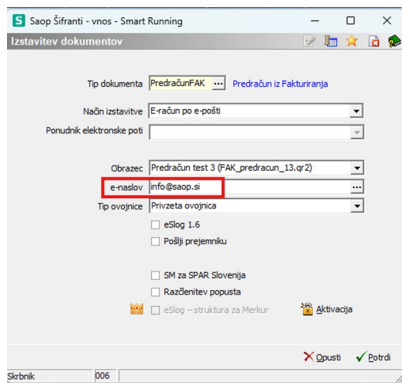 S Saop Šifranti - vnos - Smart Running
Izstavitev dokumentov
Tip dokumenta PredračunFAK ... Predračun iz Fakturiranja
Način izstavitve E-račun po e-pošti
Ponudnik elektronske poti
Obrazec Predračun test 3 (FAK_predracun_13.qr2)
e-naslov info@saop.si ...
Tip ovojnice Privzeta ovojnica
eSlog 1.6
Pošlji prejemniku
SM za SPAR Slovenija
Razčlenitev popusta
eSlog – struktura za Merkur Aktivacija
Opusti Potrdi
Skrbnik 006